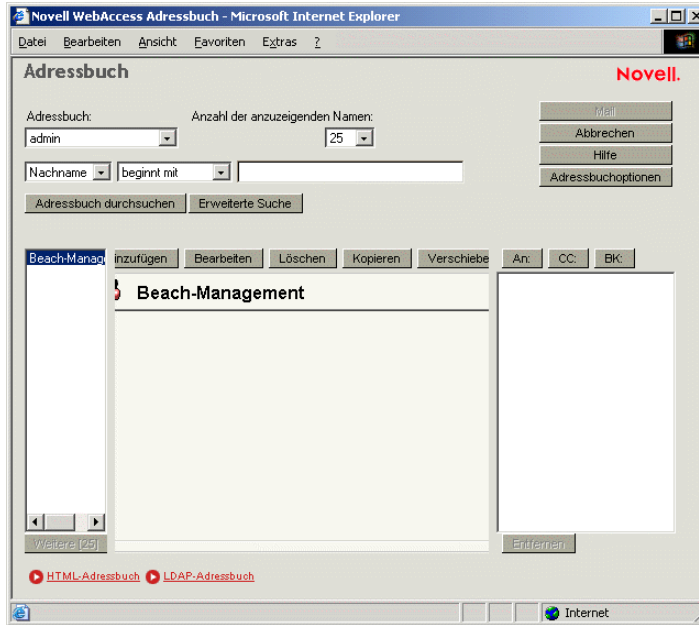 Novell WebAccess Adressbuch - Microsoft Internet Explorer
Datei Bearbeiten Ansicht Favoriten Extras ?
Adressbuch
Novell.
Adressbuch: Anzahl der anzuzeigenden Namen:
admin 25
Nachname beginnt mit
Adressbuch durchsuchen Erweiterte Suche
Mail
Abbrechen
Hilfe
Adressbuchoptionen
Beach-Manag
inzufügen Bearbeiten Löschen Kopieren Verschiebe
An: CC: BK:
Beach-Management
Weitere [25]
Entfernen
HTML-Adressbuch LDAP-Adressbuch
Internet